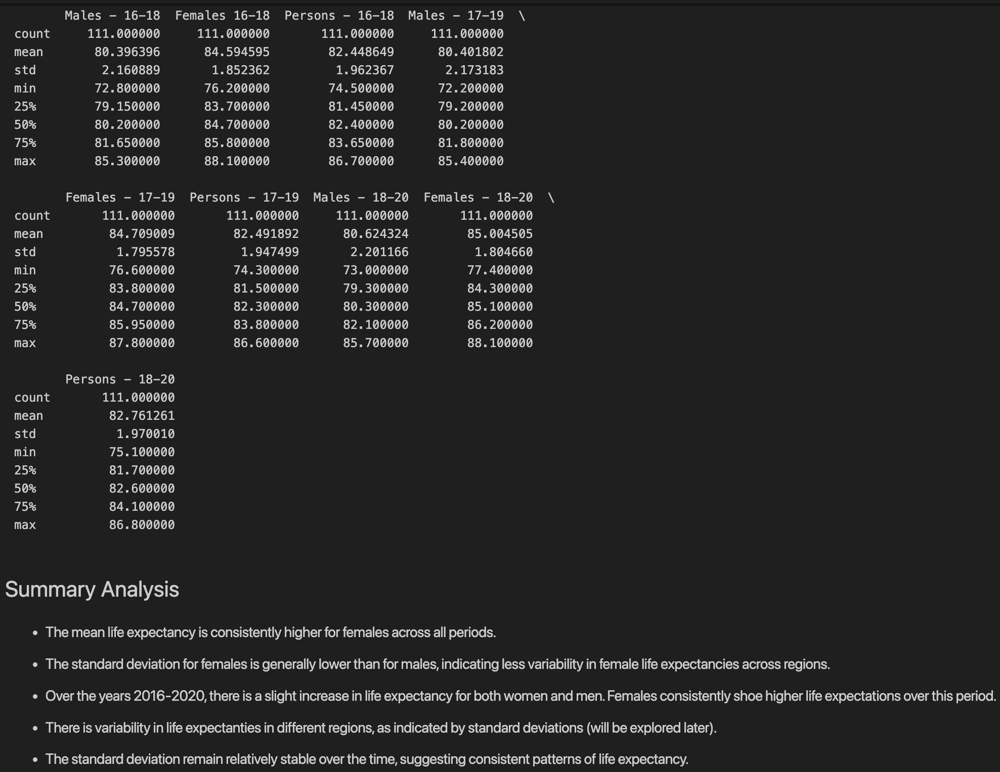 Males - 16-18  Females 16-18  Persons - 16-18  Males - 17-19  \
count 111.000000 111.000000 111.000000 111.000000
mean 80.396396 84.594595 82.448649 80.401802
std 2.160889 1.852362 1.962367 2.173183
min 72.800000 76.200000 74.500000 72.200000
25% 79.150000 83.700000 81.450000 79.200000
50% 80.200000 84.700000 82.400000 80.200000
75% 81.650000 85.800000 83.650000 81.800000
max 85.300000 88.100000 86.700000 85.400000
Females - 17-19  Persons - 17-19  Males - 18-20  Females - 18-20  \
count 111.000000 111.000000 111.000000 111.000000
mean 84.709009 82.491892 80.624324 85.004505
std 1.795578 1.947499 2.201166 1.804660
min 76.600000 74.300000 73.000000 77.400000
25% 83.800000 81.500000 79.300000 84.300000
50% 84.700000 82.300000 80.300000 85.100000
75% 85.950000 83.800000 82.100000 86.200000
max 87.800000 86.600000 85.700000 88.100000
Persons - 18-20
count 111.000000
mean 82.761261
std 1.970010
min 75.100000
25% 81.700000
50% 82.600000
75% 84.100000
max 86.800000
Summary Analysis
• The mean life expectancy is consistently higher for females across all periods.
• The standard deviation for females is generally lower than for males, indicating less variability in female life expectancies across regions.
• Over the years 2016-2020, there is a slight increase in life expectancy for both women and men. Females consistently shoe higher life expectations over this period.
• There is variability in life expectanties in different regions, as indicated by standard deviations (will be explored later).
• The standard deviation remain relatively stable over the time, suggesting consistent patterns of life expectancy.